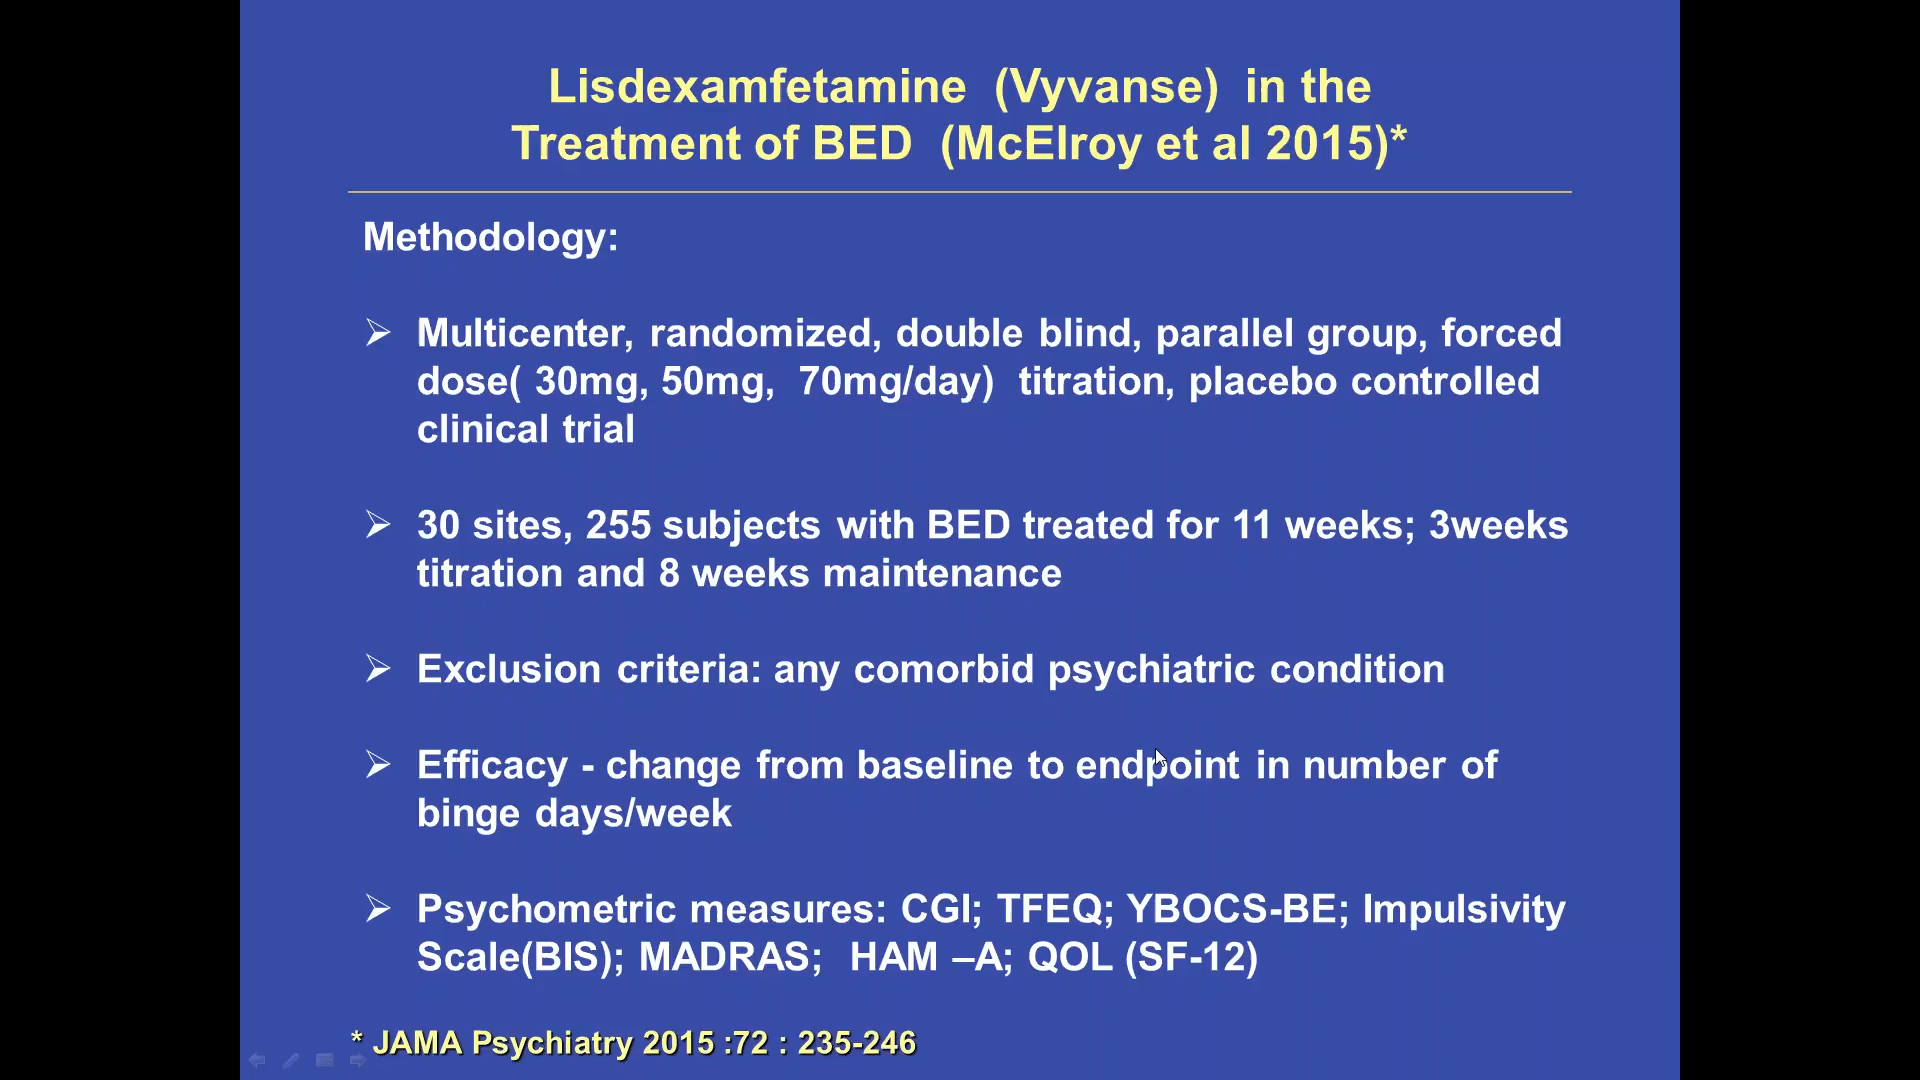 Lisdexamfetamine (Vyvanse) in the
Treatment of BED (McElroy et al 2015)*
Methodology:
➢ Multicenter, randomized, double blind, parallel group, forced
dose( 30mg, 50mg, 70mg/day) titration, placebo controlled
clinical trial
➢ 30 sites, 255 subjects with BED treated for 11 weeks; 3weeks
titration and 8 weeks maintenance
➢ Exclusion criteria: any comorbid psychiatric condition
➢ Efficacy - change from baseline to endpoint in number of
binge days/week
➢ Psychometric measures: CGI; TFEQ; YBOCS-BE; Impulsivity
Scale(BIS); MADRAS; HAM –A; QOL (SF-12)
* JAMA Psychiatry 2015 :72 : 235-246